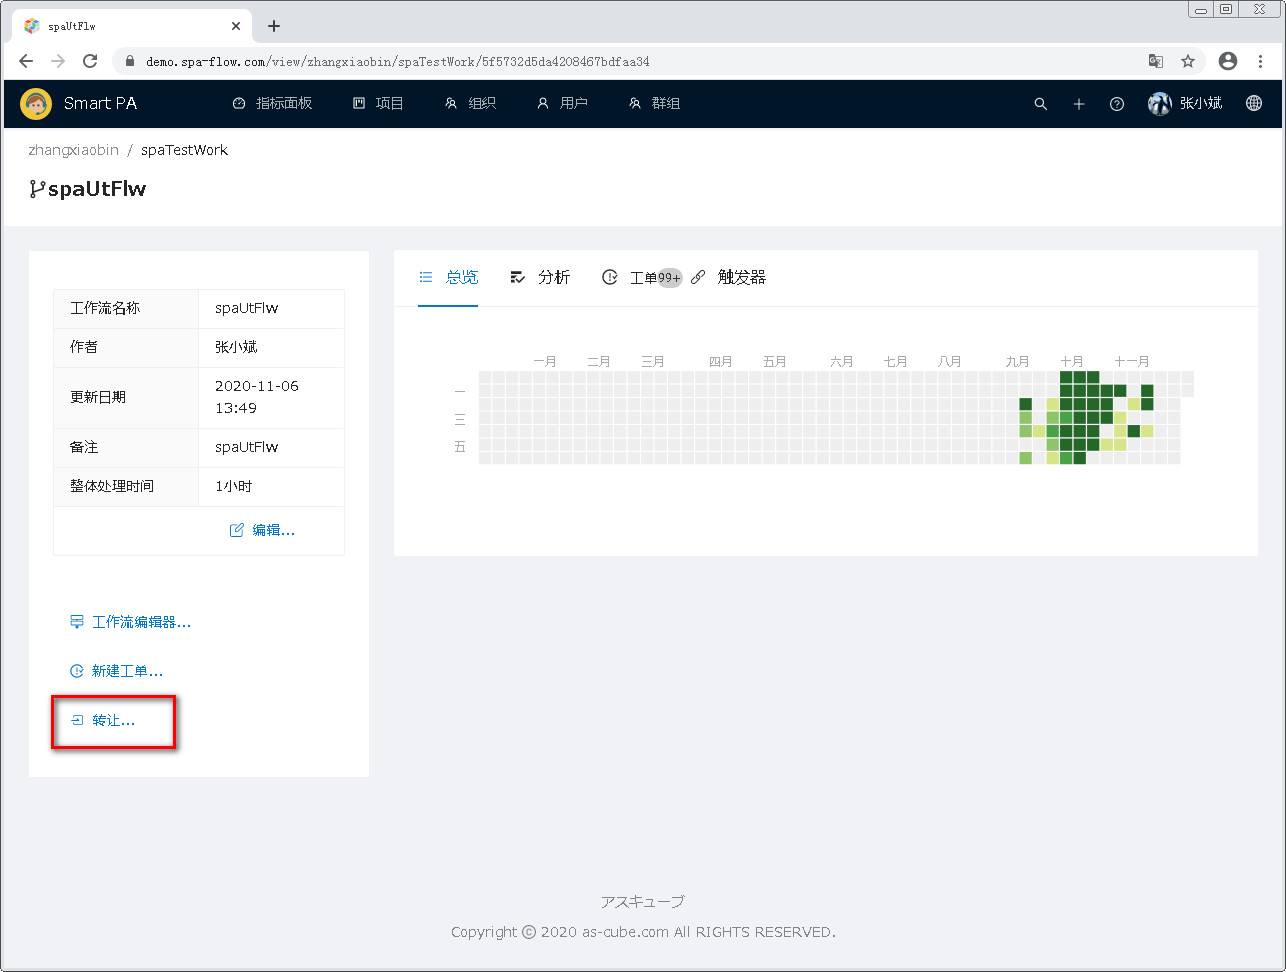 spaUtFlw
demo.spa-flow.com/view/zhangxiaobin/spaTestWork/5f5732d5da4208467bdfaa34
Smart PA 指标面板 项目 组织 用户 群组 张小斌
zhangxiaobin / spaTestWork
spaUtFlw
工作流名称 spaUtFlw
作者 张小斌
更新日期 2020-11-06
13:49
备注 spaUtFlw
整体处理时间 1小时
编辑...
工作流编辑器...
新建工单...
转让...
总览 分析 工单 99+ 触发器
一月 二月 三月 四月 五月 六月 七月 八月 九月 十月 十一月
一
三
五
アスキューブ
Copyright © 2020 as-cube.com All RIGHTS RESERVED.